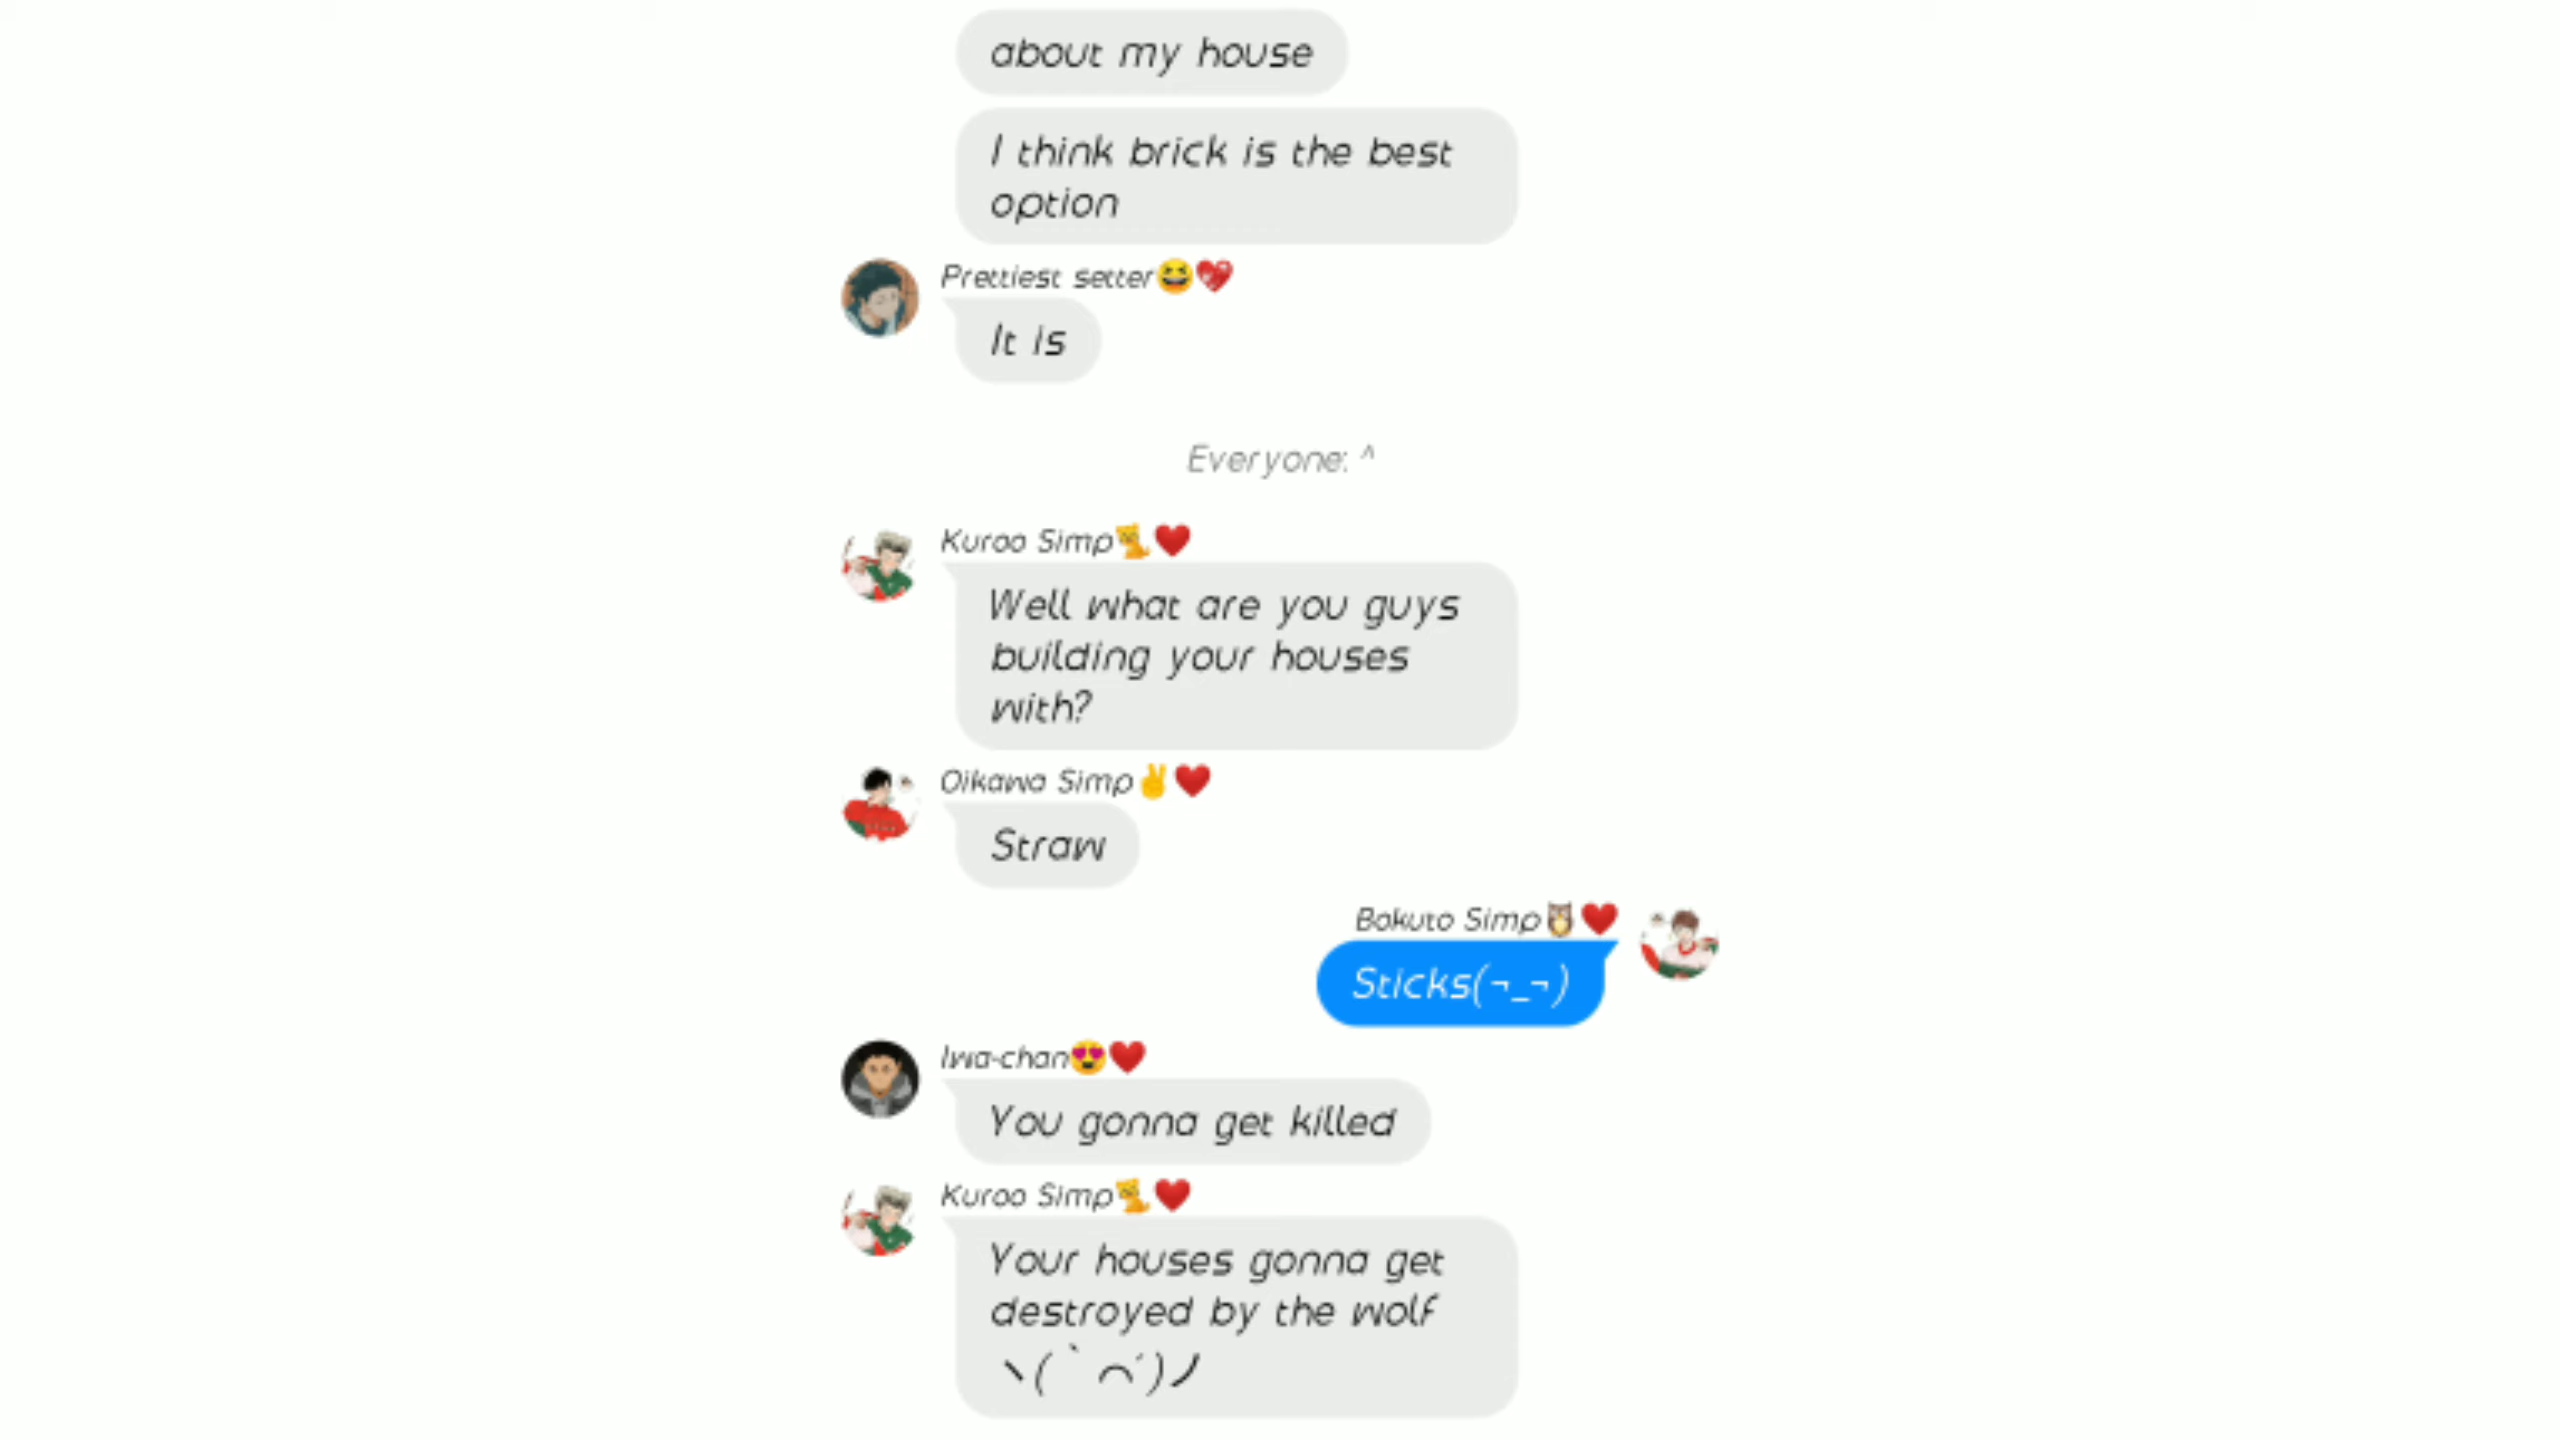 about my house
I think brick is the best
option
Prettiest setter😆💖
It is
Everyone: ^
Kuroo Simp🐈❤️
Well what are you guys
building your houses
with?
Oikawa Simp✌️❤️
Straw
Bokuto Simp🦉❤️
Sticks(¬_¬)
Iwa-chan😍❤️
You gonna get killed
Kuroo Simp🐈❤️
Your houses gonna get
destroyed by the wolf
ヽ(｀⌒´)ノ